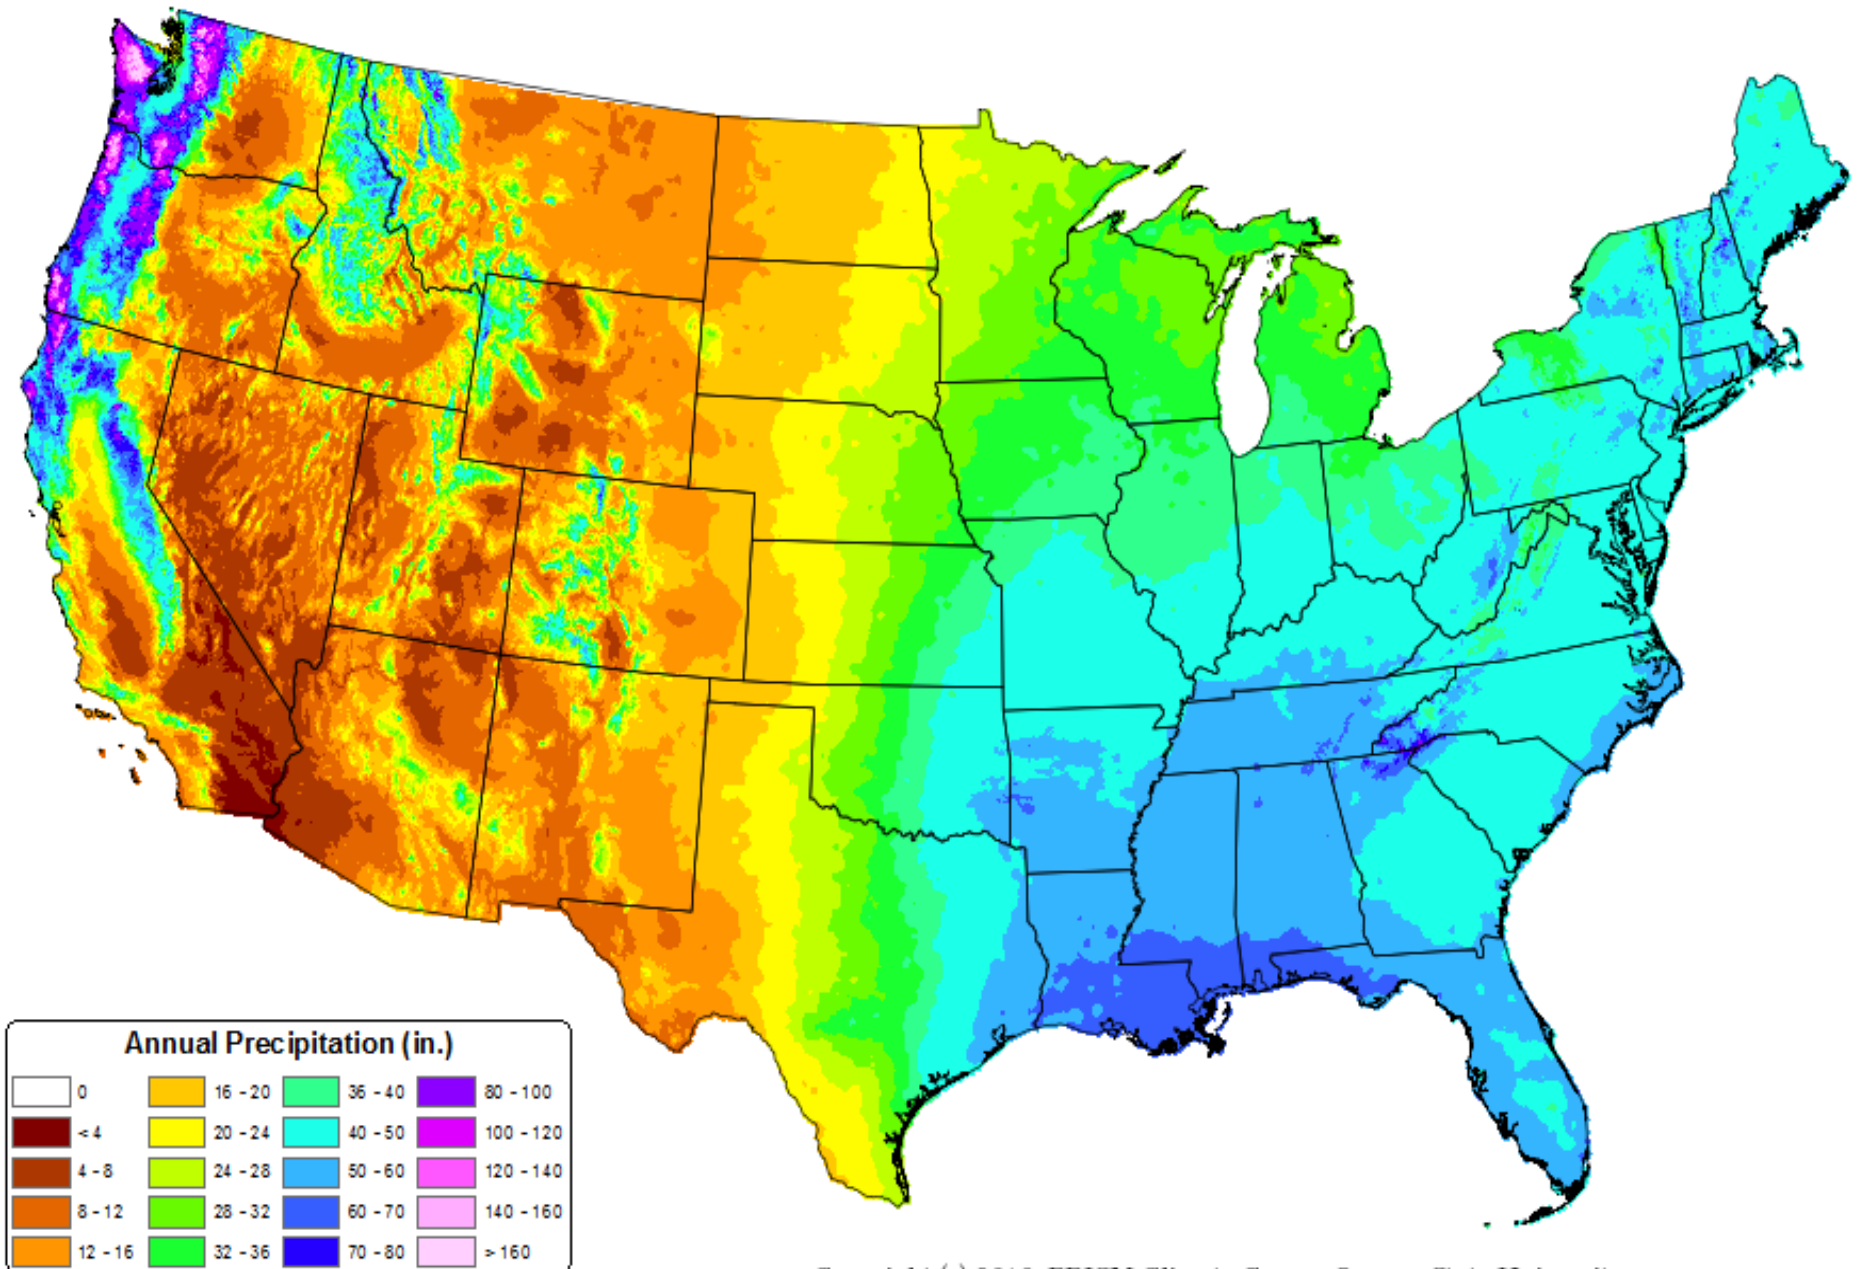 Annual Precipitation (in.)
0 16 - 20 36 - 40 80 - 100
< 4 20 - 24 40 - 50 100 - 120
4 - 8 24 - 28 50 - 60 120 - 140
8 - 12 28 - 32 60 - 70 140 - 160
12 - 16 32 - 36 70 - 80 > 160